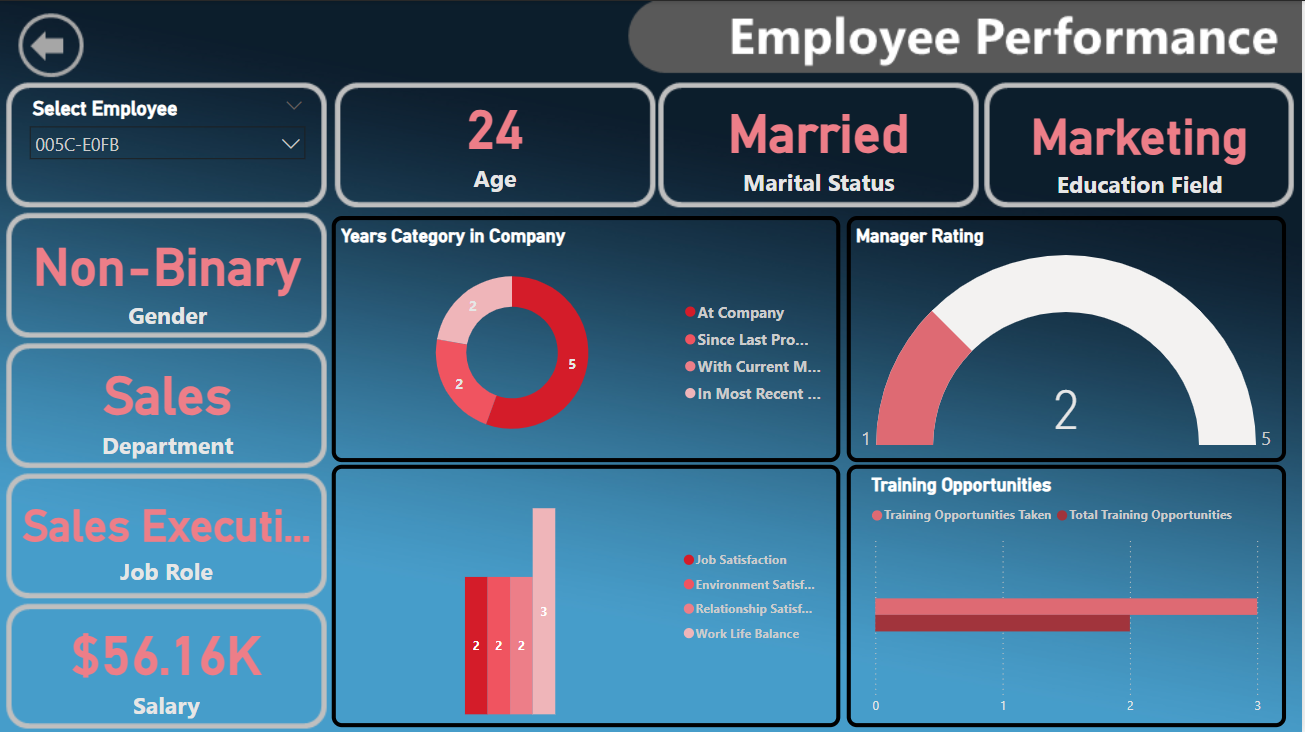 Employee Performance
Select Employee
005C-E0FB
24
Age
Married
Marital Status
Marketing
Education Field
Non-Binary
Gender
Sales
Department
Sales Executi...
Job Role
$56.16K
Salary
Years Category in Company
2
2
5
At Company
Since Last Pro...
With Current M...
In Most Recent ...
Manager Rating
2
1
5
2 2 2 3
Job Satisfaction
Environment Satisf...
Relationship Satisf...
Work Life Balance
Training Opportunities
Training Opportunities Taken Total Training Opportunities
0 1 2 3